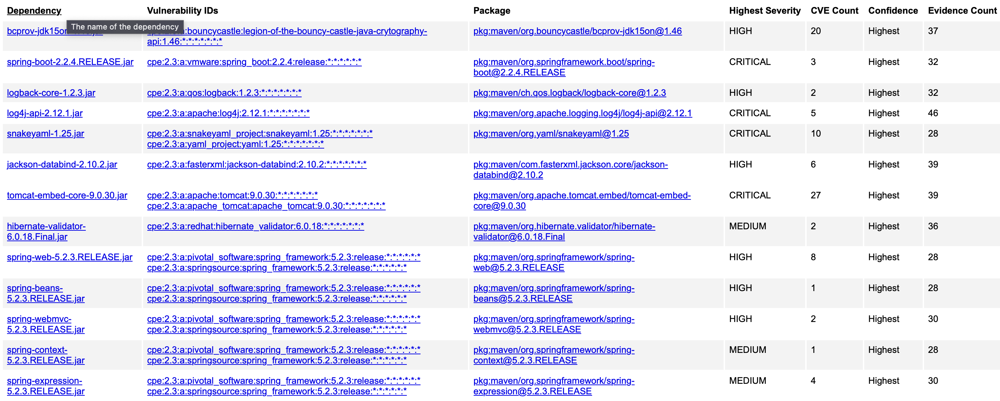 Dependency Vulnerability IDs Package Highest Severity CVE Count Confidence Evidence Count
The name of the dependency
bcprov-jdk15on a:bouncycastle:legion-of-the-bouncy-castle-java-crytography- pkg:maven/org.bouncycastle/bcprov-jdk15on@1.46 HIGH 20 Highest 37
api:1.46:*:*:*:*:*:*:*
spring-boot-2.2.4.RELEASE.jar cpe:2.3:a:vmware:spring_boot:2.2.4:release:*:*:*:*:*:* pkg:maven/org.springframework.boot/spring- CRITICAL 3 Highest 32
boot@2.2.4.RELEASE
logback-core-1.2.3.jar cpe:2.3:a:qos:logback:1.2.3:*:*:*:*:*:*:* pkg:maven/ch.qos.logback/logback-core@1.2.3 HIGH 2 Highest 32
log4j-api-2.12.1.jar cpe:2.3:a:apache:log4j:2.12.1:*:*:*:*:*:*:* pkg:maven/org.apache.logging.log4j/log4j-api@2.12.1 CRITICAL 5 Highest 46
snakeyaml-1.25.jar cpe:2.3:a:snakeyaml_project:snakeyaml:1.25:*:*:*:*:*:*:* pkg:maven/org.yaml/snakeyaml@1.25 CRITICAL 10 Highest 28
cpe:2.3:a:yaml_project:yaml:1.25:*:*:*:*:*:*:*
jackson-databind-2.10.2.jar cpe:2.3:a:fasterxml:jackson-databind:2.10.2:*:*:*:*:*:*:* pkg:maven/com.fasterxml.jackson.core/jackson- HIGH 6 Highest 39
databind@2.10.2
tomcat-embed-core-9.0.30.jar cpe:2.3:a:apache:tomcat:9.0.30:*:*:*:*:*:*:* pkg:maven/org.apache.tomcat.embed/tomcat-embed- CRITICAL 27 Highest 39
cpe:2.3:a:apache_tomcat:apache_tomcat:9.0.30:*:*:*:*:*:*:* core@9.0.30
hibernate-validator- cpe:2.3:a:redhat:hibernate_validator:6.0.18:*:*:*:*:*:*:* pkg:maven/org.hibernate.validator/hibernate- MEDIUM 2 Highest 36
6.0.18.Final.jar validator@6.0.18.Final
spring-web-5.2.3.RELEASE.jar cpe:2.3:a:pivotal_software:spring_framework:5.2.3:release:*:*:*:*:*:* pkg:maven/org.springframework/spring- HIGH 8 Highest 28
cpe:2.3:a:springsource:spring_framework:5.2.3:release:*:*:*:*:*:* web@5.2.3.RELEASE
spring-beans- cpe:2.3:a:pivotal_software:spring_framework:5.2.3:release:*:*:*:*:*:* pkg:maven/org.springframework/spring- HIGH 1 Highest 28
5.2.3.RELEASE.jar cpe:2.3:a:springsource:spring_framework:5.2.3:release:*:*:*:*:*:* beans@5.2.3.RELEASE
spring-webmvc- cpe:2.3:a:pivotal_software:spring_framework:5.2.3:release:*:*:*:*:*:* pkg:maven/org.springframework/spring- HIGH 2 Highest 30
5.2.3.RELEASE.jar cpe:2.3:a:springsource:spring_framework:5.2.3:release:*:*:*:*:*:* webmvc@5.2.3.RELEASE
spring-context- cpe:2.3:a:pivotal_software:spring_framework:5.2.3:release:*:*:*:*:*:* pkg:maven/org.springframework/spring- MEDIUM 1 Highest 28
5.2.3.RELEASE.jar cpe:2.3:a:springsource:spring_framework:5.2.3:release:*:*:*:*:*:* context@5.2.3.RELEASE
spring-expression- cpe:2.3:a:pivotal_software:spring_framework:5.2.3:release:*:*:*:*:*:* pkg:maven/org.springframework/spring- MEDIUM 4 Highest 30
5.2.3.RELEASE.jar cpe:2.3:a:springsource:spring_framework:5.2.3:release:*:*:*:*:*:* expression@5.2.3.RELEASE